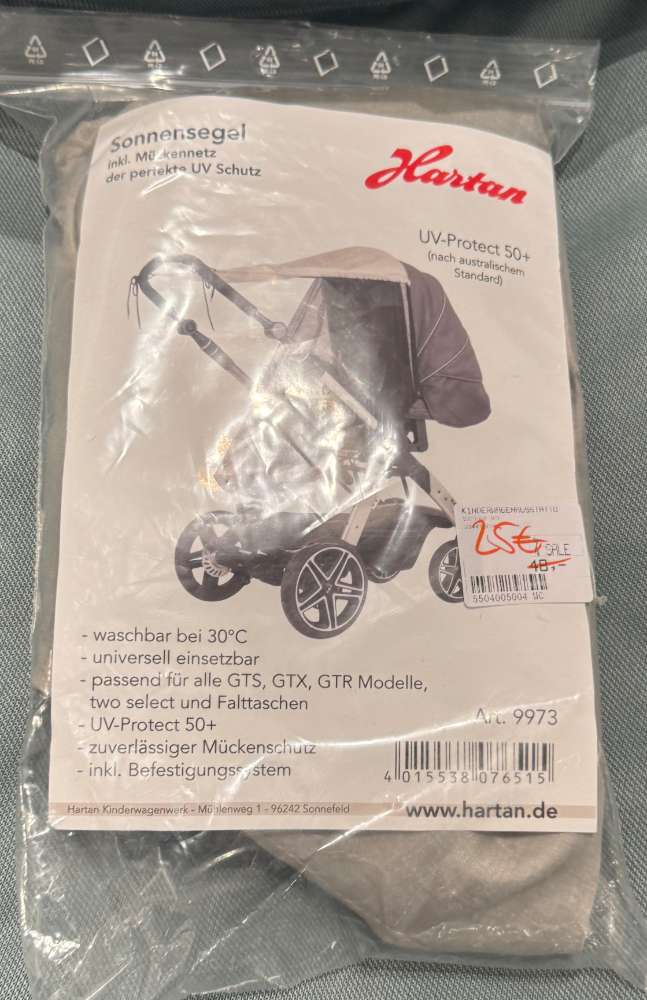 Sonnensegel
inkl. Mückennetz
der perfekte UV Schutz
Hartan
UV-Protect 50+
(nach australischem
Standard)
KINDERWAGENAUSSTATTU
25€
SALE
48,-
5504005004 NC
- waschbar bei 30°C
- universell einsetzbar
- passend für alle GTS, GTX, GTR Modelle,
two select und Falttaschen
- UV-Protect 50+
- zuverlässiger Mückenschutz
- inkl. Befestigungssystem
Art. 9973
4 015538 076515
Hartan Kinderwagenwerk - Mühlenweg 1 - 96242 Sonnefeld
www.hartan.de